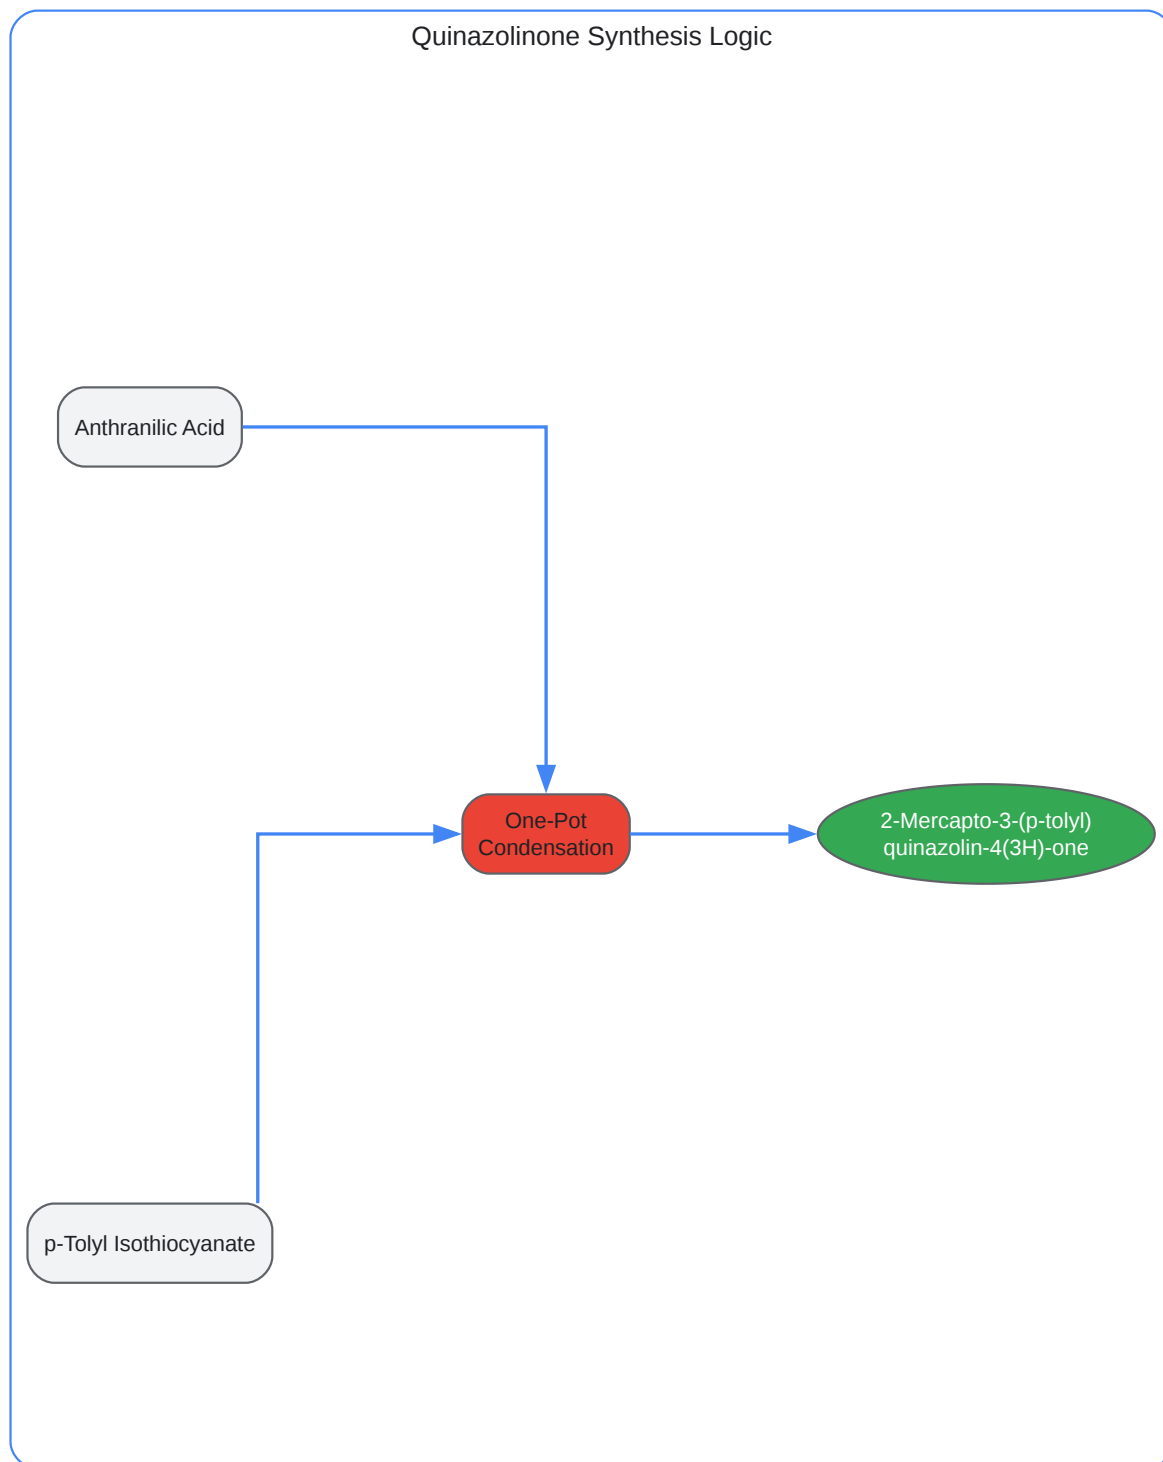 Quinazolinone Synthesis Logic
Anthranilic Acid
One-Pot
Condensation
2-Mercapto-3-(p-tolyl)
quinazolin-4(3H)-one
p-Tolyl Isothiocyanate